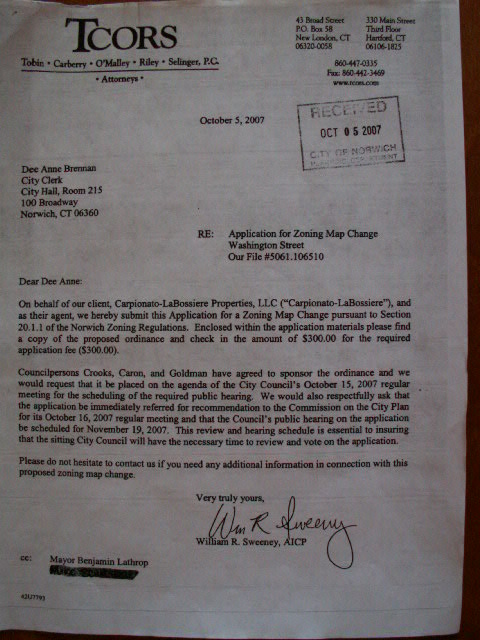 TCORS
Tobin • Carberry • O'Malley • Riley • Selinger, P.C.
• Attorneys •
43 Broad Street
P.O. Box 58
New London, CT
06320-0058
330 Main Street
Third Floor
Hartford, CT
06106-1825
860-447-0335
Fax: 860-442-3469
www.tcors.com
October 5, 2007
RECEIVED
OCT 05 2007
CITY OF NORWICH
DEPARTMENT
Dee Anne Brennan
City Clerk
City Hall, Room 215
100 Broadway
Norwich, CT 06360
RE: Application for Zoning Map Change
Washington Street
Our File #5061.106510
Dear Dee Anne:
On behalf of our client, Carpionato-LaBossiere Properties, LLC ("Carpionato-LaBossiere"), and
as their agent, we hereby submit this Application for a Zoning Map Change pursuant to Section
20.1.1 of the Norwich Zoning Regulations. Enclosed within the application materials please find
a copy of the proposed ordinance and check in the amount of $300.00 for the required
application fee ($300.00).
Councilpersons Crooks, Caron, and Goldman have agreed to sponsor the ordinance and we
would request that it be placed on the agenda of the City Council's October 15, 2007 regular
meeting for the scheduling of the required public hearing. We would also respectfully ask that
the application be immediately referred for recommendation to the Commission on the City Plan
for its October 16, 2007 regular meeting and that the Council's public hearing on the application
be scheduled for November 19, 2007. This review and hearing schedule is essential to insuring
that the sitting City Council will have the necessary time to review and vote on the application.
Please do not hesitate to contact us if you need any additional information in connection with this
proposed zoning map change.
Very truly yours,
Wm R Sweeney
William R. Sweeney, AICP
cc: Mayor Benjamin Lathrop